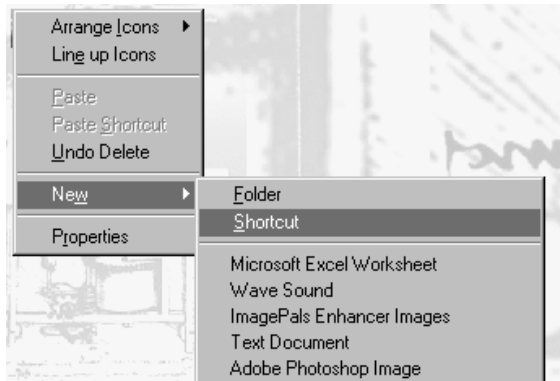 Arrange Icons
Line up Icons
Paste
Paste Shortcut
Undo Delete
New
Properties
Folder
Shortcut
Microsoft Excel Worksheet
Wave Sound
ImagePals Enhancer Images
Text Document
Adobe Photoshop Image